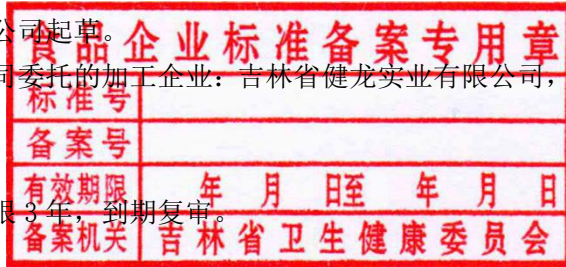 公司起草。
食品企业标准备案专用章
司委托的加工企业：吉林省健龙实业有限公司，
标准号
备案号
有效期限 年 月 日至 年 月 日
限 3 年，到期复审。
备案机关 吉林省卫生健康委员会